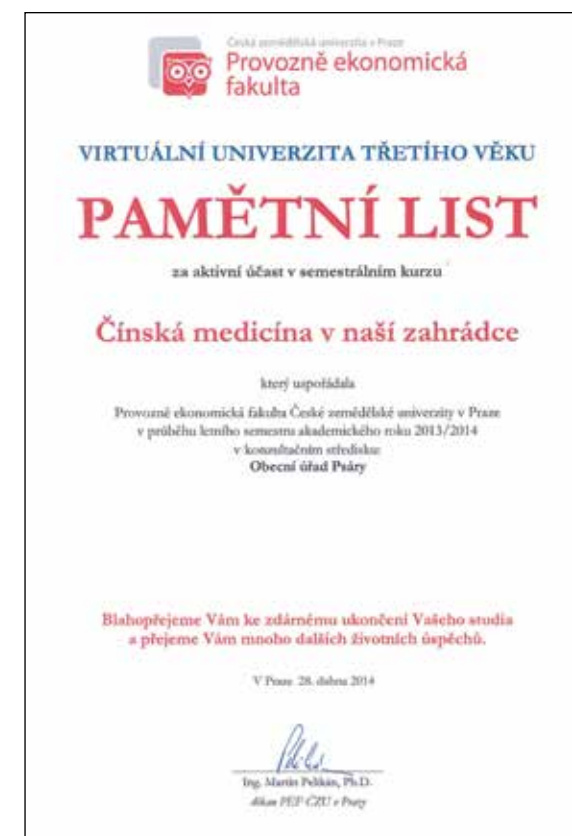 Česká zemědělská univerzita v Praze
Provozně ekonomická
fakulta
VIRTUÁLNÍ UNIVERZITA TŘETÍHO VĚKU
PAMĚTNÍ LIST
za aktivní účast v semestrálním kurzu
Čínská medicína v naší zahrádce
který uspořádala
Provozně ekonomická fakulta České zemědělské univerzity v Praze
v průběhu letního semestru akademického roku 2013/2014
v konzultačním středisku:
Obecní úřad Psáry
Blahopřejeme Vám ke zdárnému ukončení Vašeho studia
a přejeme Vám mnoho dalších životních úspěchů.
V Praze 28. dubna 2014
Ing. Martin Pelikán, Ph.D.
děkan PEF ČZU v Praze